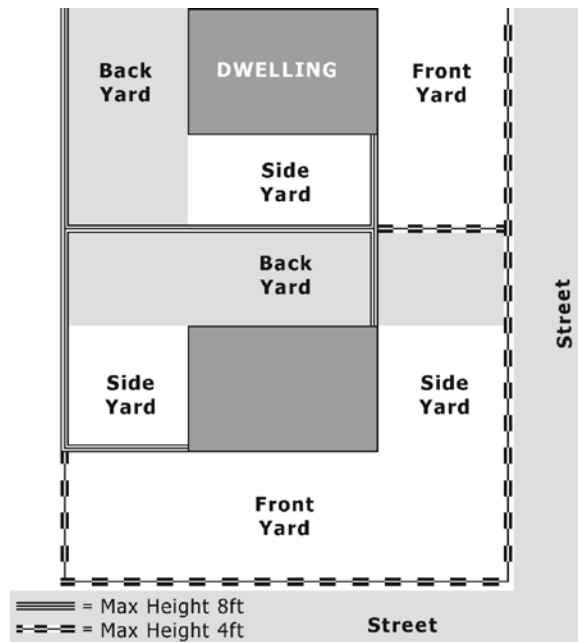 Back
Yard
DWELLING
Front
Yard
Side
Yard
Back
Yard
Street
Side
Yard
Side
Yard
Front
Yard
= Max Height 8ft
= Max Height 4ft
Street